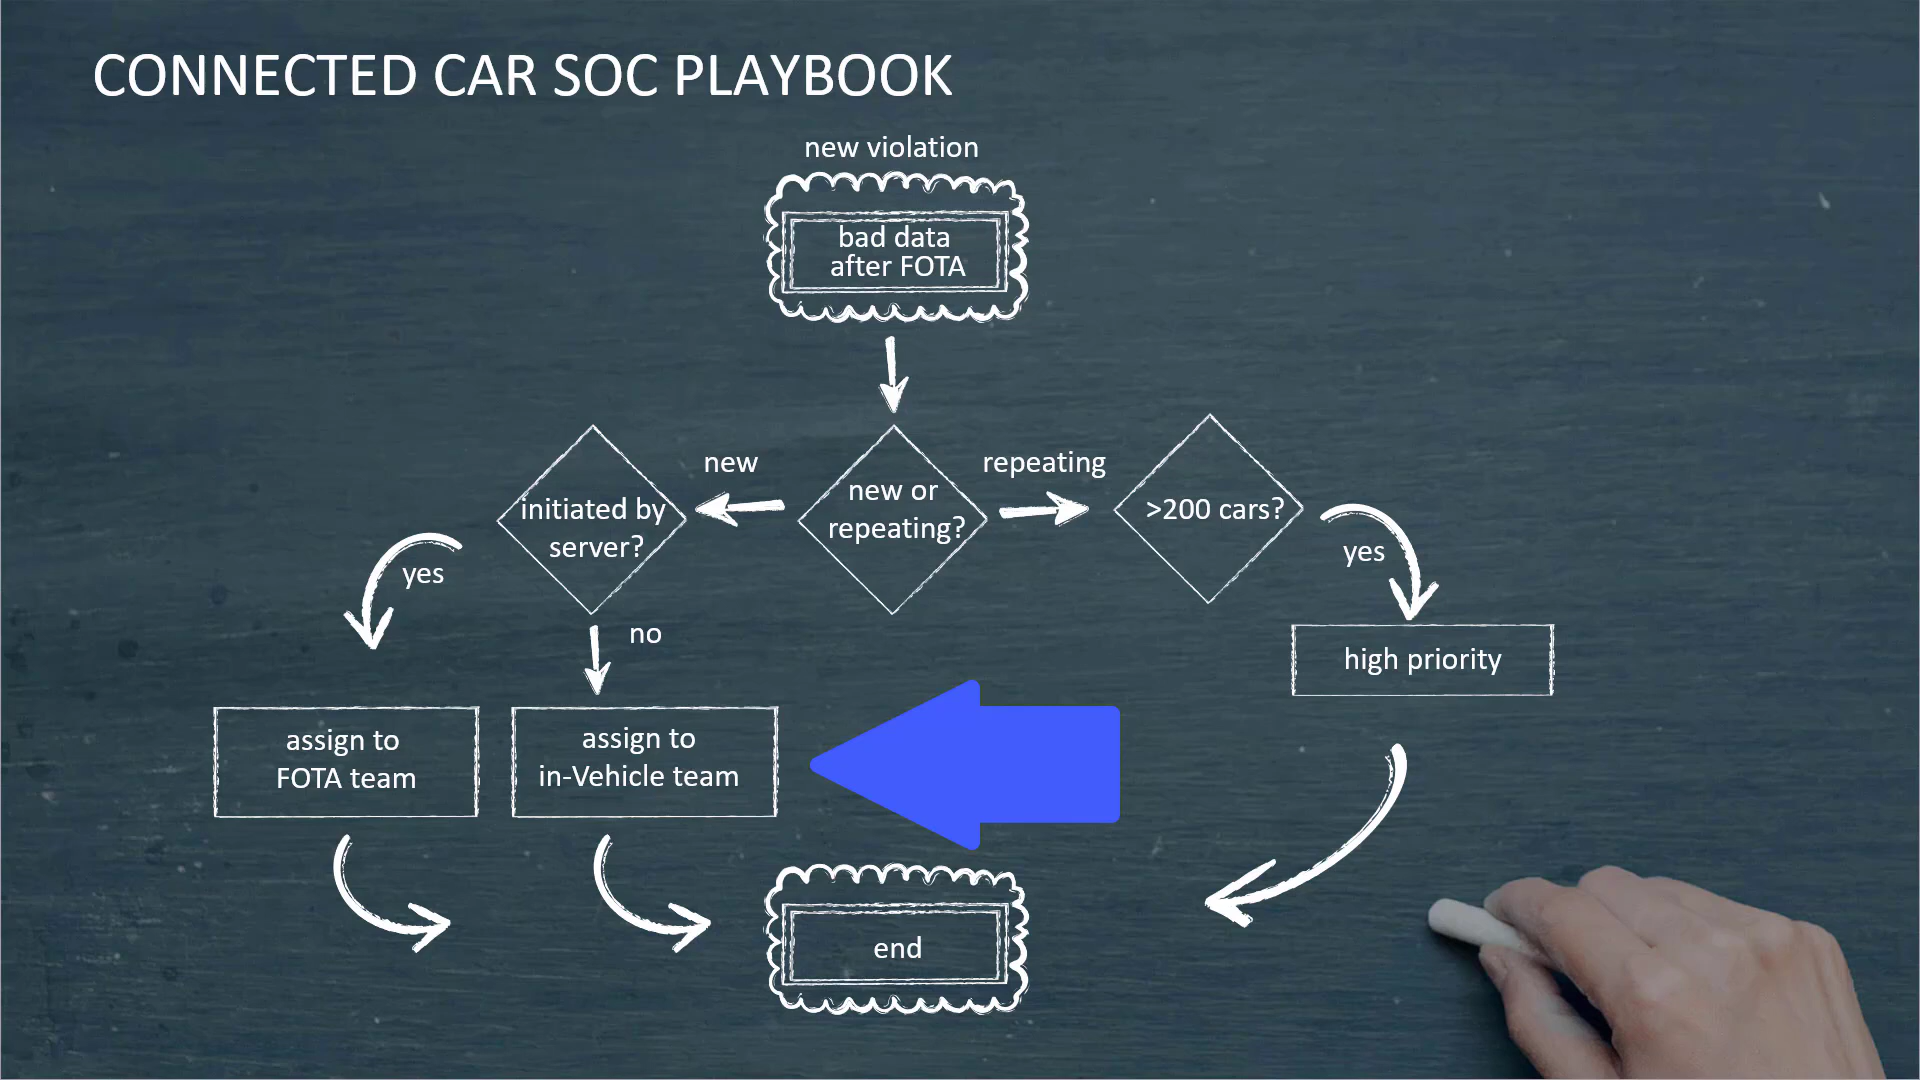 CONNECTED CAR SOC PLAYBOOK
new violation
bad data
after FOTA
new
repeating
initiated by
server?
new or
repeating?
>200 cars?
yes
yes
no
high priority
assign to
FOTA team
assign to
in-Vehicle team
end